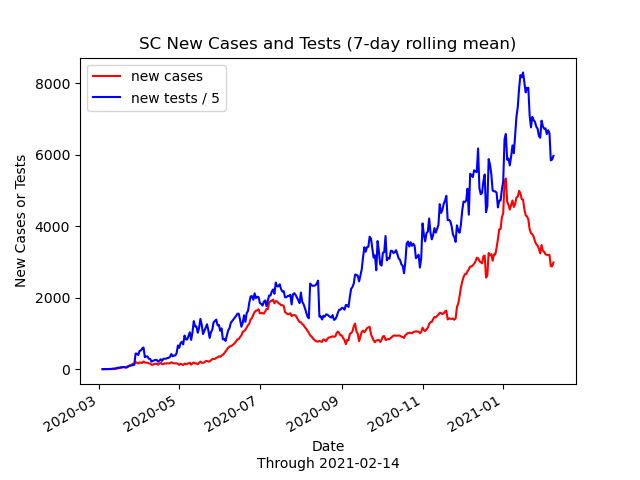 SC New Cases and Tests (7-day rolling mean)
new cases
new tests / 5
8000
6000
4000
2000
0
New Cases or Tests
2020-03
2020-05
2020-07
2020-09
2020-11
2021-01
Date
Through 2021-02-14